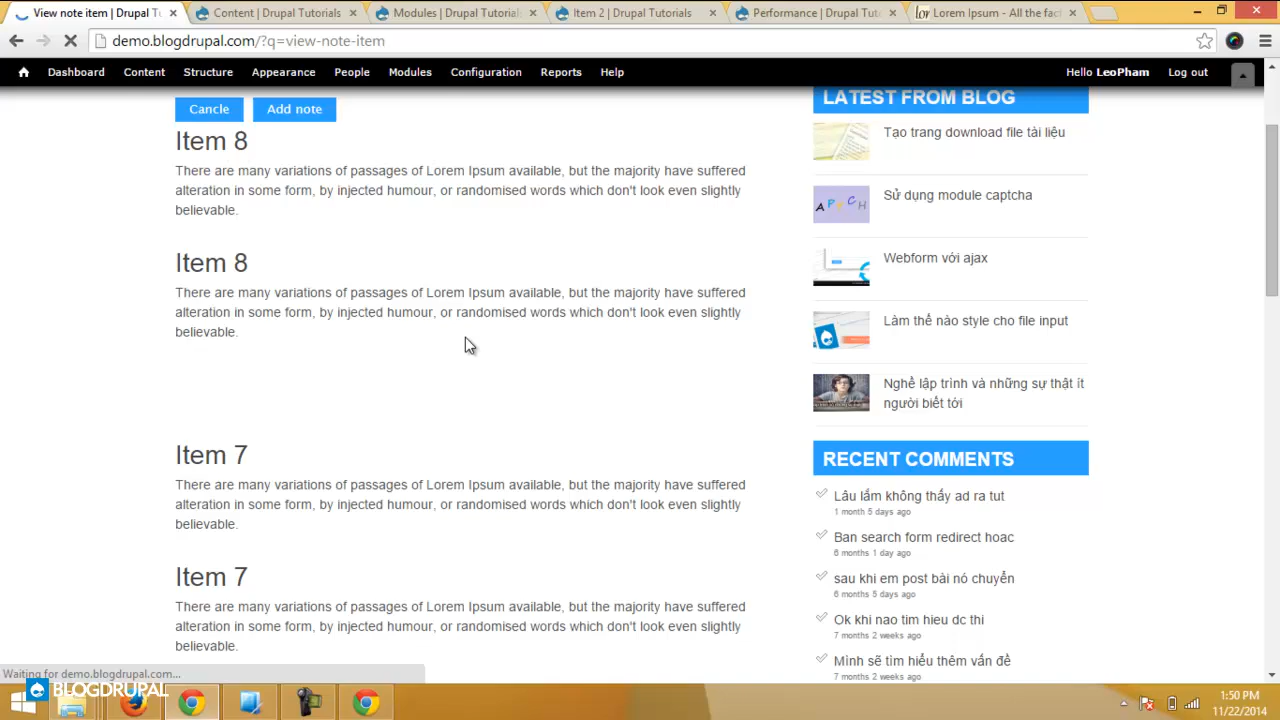 View note item | Drupal Tu
Content | Drupal Tutorials
Modules | Drupal Tutorials
Item 2 | Drupal Tutorials
Performance | Drupal Tut
Lorem Ipsum - All the fact
demo.blogdrupal.com/?q=view-note-item
Dashboard Content Structure Appearance People Modules Configuration Reports Help
Hello LeoPham Log out
Cancle Add note
Item 8
There are many variations of passages of Lorem Ipsum available, but the majority have suffered
alteration in some form, by injected humour, or randomised words which don't look even slightly
believable.
Item 8
There are many variations of passages of Lorem Ipsum available, but the majority have suffered
alteration in some form, by injected humour, or randomised words which don't look even slightly
believable.
Item 7
There are many variations of passages of Lorem Ipsum available, but the majority have suffered
alteration in some form, by injected humour, or randomised words which don't look even slightly
believable.
Item 7
There are many variations of passages of Lorem Ipsum available, but the majority have suffered
alteration in some form, by injected humour, or randomised words which don't look even slightly
believable.
LATEST FROM BLOG
Tạo trang download file tài liệu
Sử dụng module captcha
Webform với ajax
Làm thế nào style cho file input
Nghề lập trình và những sự thật ít
người biết tới
RECENT COMMENTS
Lâu lắm không thấy ad ra tut
1 month 5 days ago
Ban search form redirect hoac
6 months 1 day ago
sau khi em post bài nó chuyển
6 months 5 days ago
Ok khi nao tim hieu dc thi
7 months 2 weeks ago
Mình sẽ tìm hiểu thêm vấn đề
7 months 2 weeks ago
Waiting for demo.blogdrupal.com...
BLOGDRUPAL
1:50 PM
11/22/2014